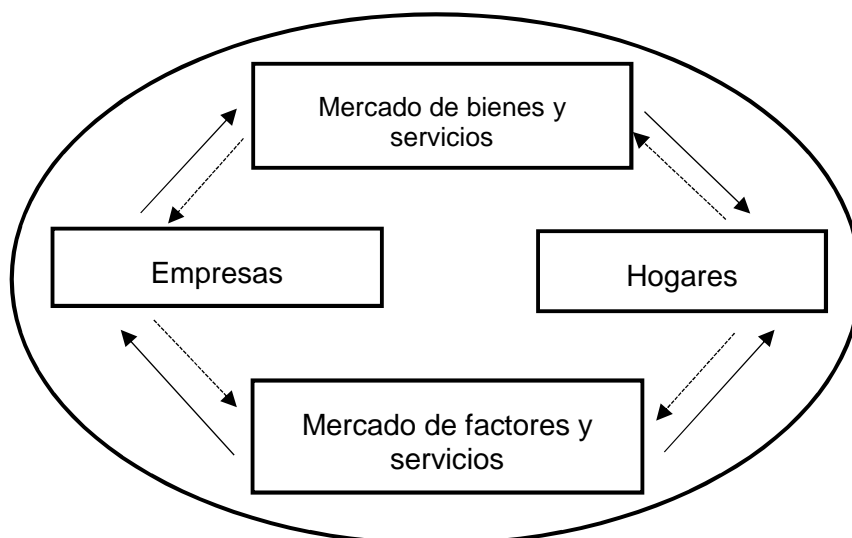 Mercado de bienes y
servicios
Empresas
Hogares
Mercado de factores y
servicios